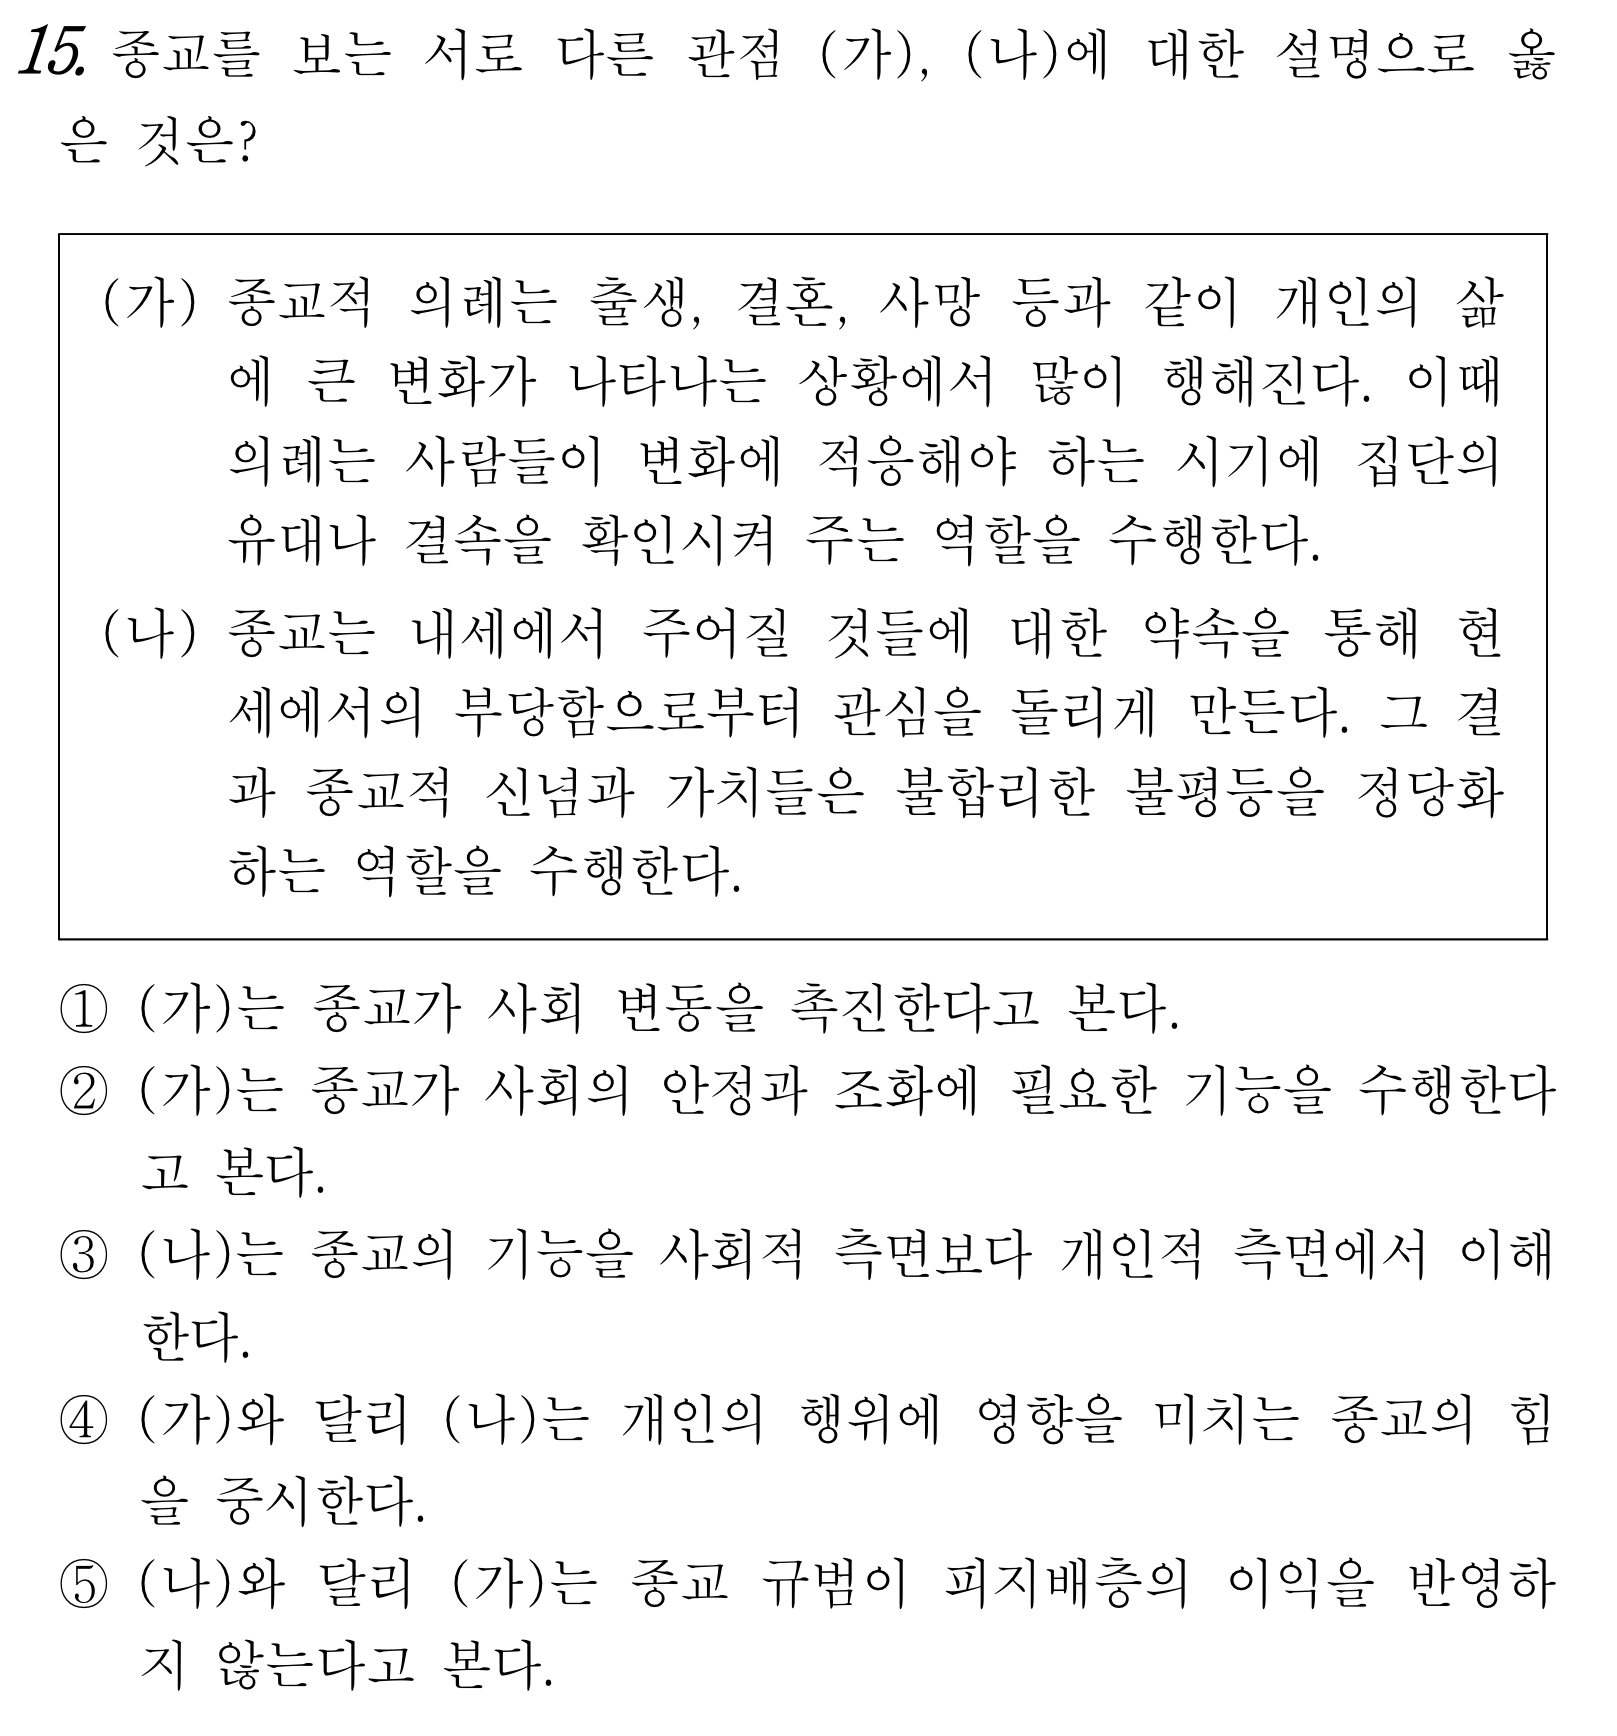 15. 종교를 보는 서로 다른 관점 (가), (나)에 대한 설명으로 옳
은 것은?
(가) 종교적 의례는 출생, 결혼, 사망 등과 같이 개인의 삶
에 큰 변화가 나타나는 상황에서 많이 행해진다. 이때
의례는 사람들이 변화에 적응해야 하는 시기에 집단의
유대나 결속을 확인시켜 주는 역할을 수행한다.
(나) 종교는 내세에서 주어질 것들에 대한 약속을 통해 현
세에서의 부당함으로부터 관심을 돌리게 만든다. 그 결
과 종교적 신념과 가치들은 불합리한 불평등을 정당화
하는 역할을 수행한다.
① (가)는 종교가 사회 변동을 촉진한다고 본다.
② (가)는 종교가 사회의 안정과 조화에 필요한 기능을 수행한다
고 본다.
③ (나)는 종교의 기능을 사회적 측면보다 개인적 측면에서 이해
한다.
④ (가)와 달리 (나)는 개인의 행위에 영향을 미치는 종교의 힘
을 중시한다.
⑤ (나)와 달리 (가)는 종교 규범이 피지배층의 이익을 반영하
지 않는다고 본다.